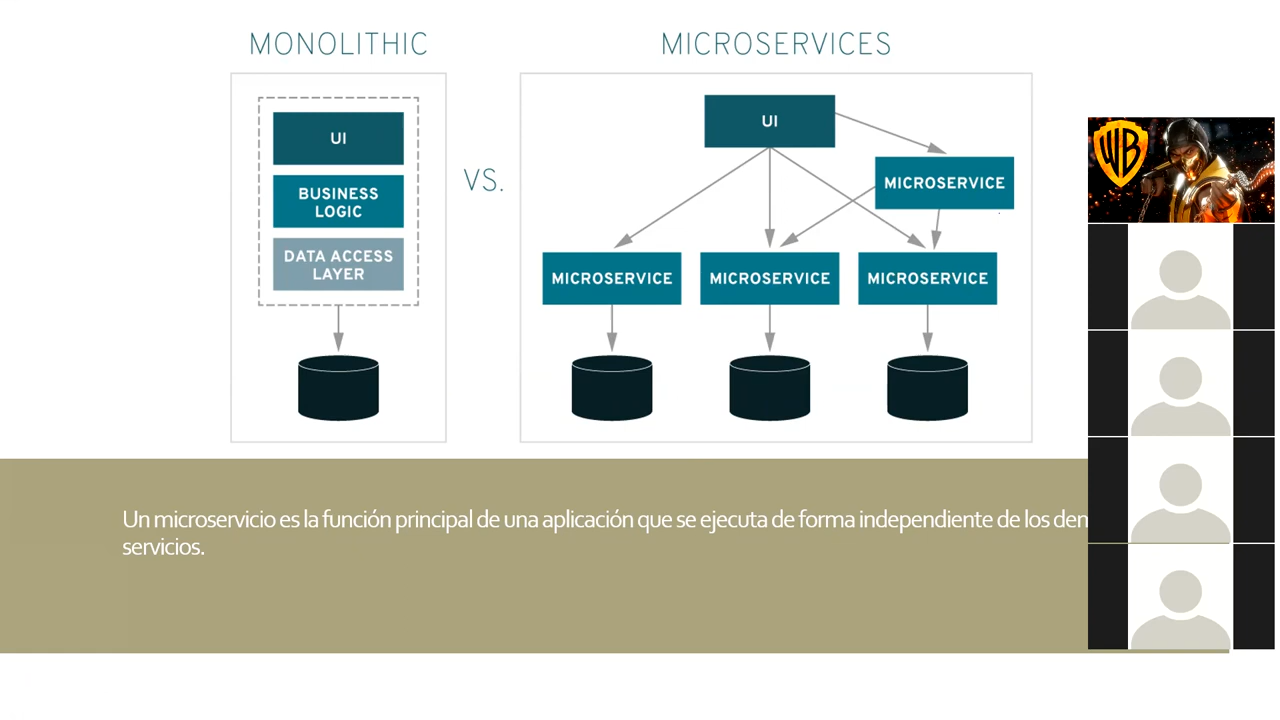 MONOLITHIC
MICROSERVICES
VS.
UI
BUSINESS
LOGIC
DATA ACCESS
LAYER
UI
MICROSERVICE
MICROSERVICE
MICROSERVICE
MICROSERVICE
WB
Un microservicio es la función principal de una aplicación que se ejecuta de forma independiente de los
servicios.